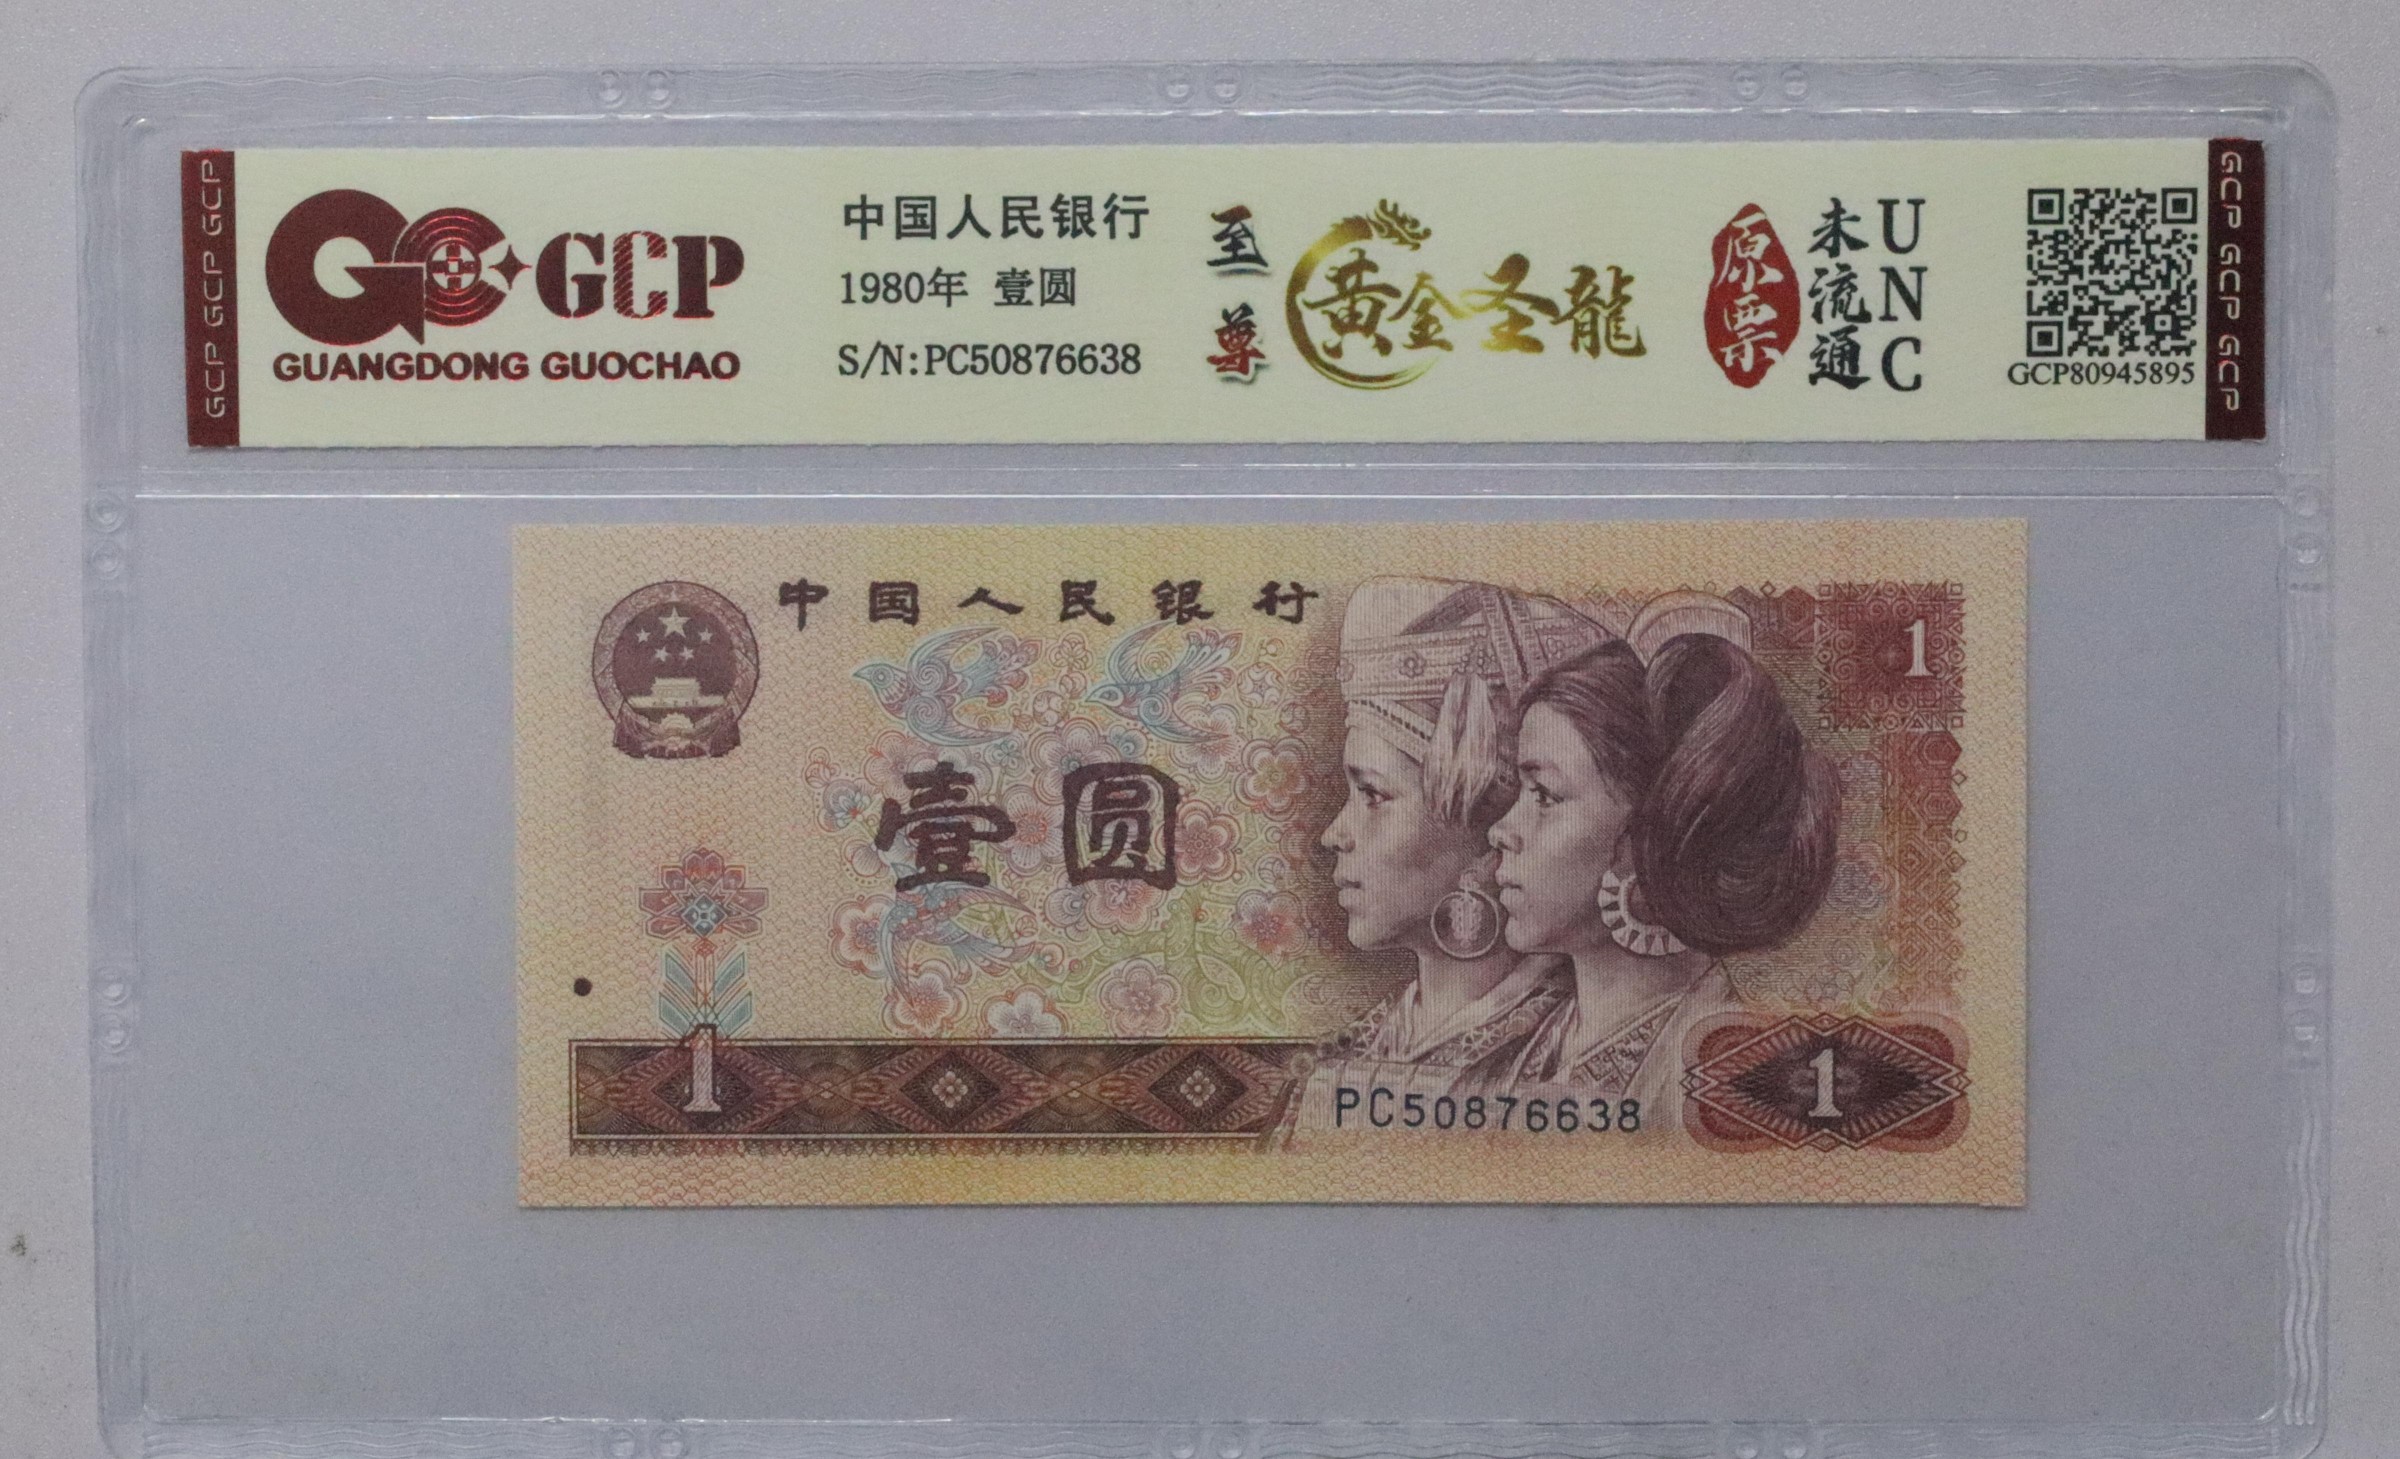 GCP GCP GCP
GCP
GUANGDONG GUOCHAO
中国人民银行
1980年 壹圆
S/N:PC50876638
至尊
黄金圣龍
原票
未流通
UNC
GCP80945895
GCP GCP GCP
中国人民银行
1
壹圆
1
PC50876638
1